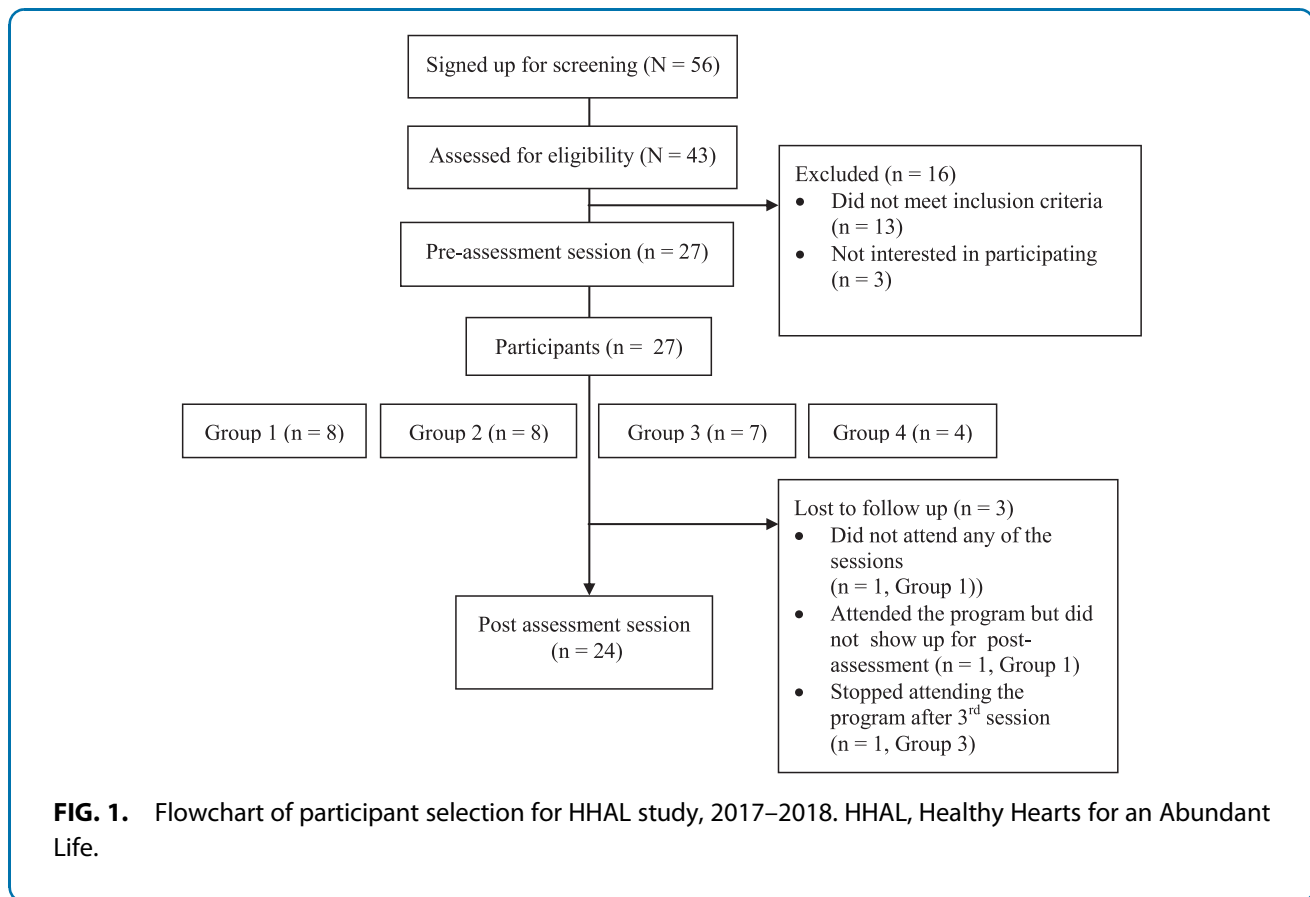 Signed up for screening (N = 56)
Assessed for eligibility (N = 43)
Excluded (n = 16)
• Did not meet inclusion criteria
(n = 13)
• Not interested in participating
(n = 3)
Pre-assessment session (n = 27)
Participants (n = 27)
Group 1 (n = 8)
Group 2 (n = 8)
Group 3 (n = 7)
Group 4 (n = 4)
Lost to follow up (n = 3)
• Did not attend any of the
sessions
(n = 1, Group 1))
• Attended the program but did
not show up for post-
assessment (n = 1, Group 1)
• Stopped attending the
program after 3rd session
(n = 1, Group 3)
Post assessment session
(n = 24)
FIG. 1. Flowchart of participant selection for HHAL study, 2017–2018. HHAL, Healthy Hearts for an Abundant
Life.